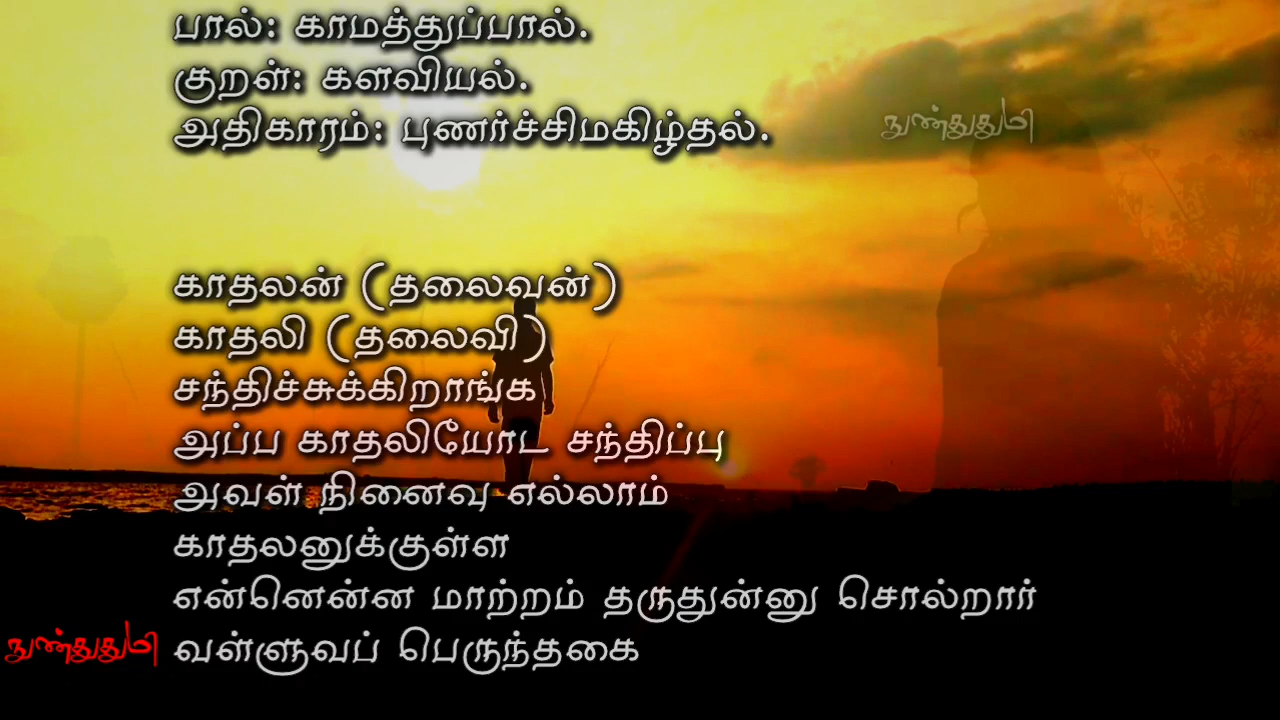 பால்: காமத்துப்பால்.
குறள்: களவியல்.
அதிகாரம்: புணர்ச்சிமகிழ்தல்.
நுண்துதுமி
காதலன் (தலைவன்)
காதலி (தலைவி)
சந்திச்சுக்கிறாங்க
அப்ப காதலியோட சந்திப்பு
அவள் நினைவு எல்லாம்
காதலனுக்குள்ள
என்னென்ன மாற்றம் தருதுன்னு சொல்றார்
நுண்துதுமி வள்ளுவப் பெருந்தகை